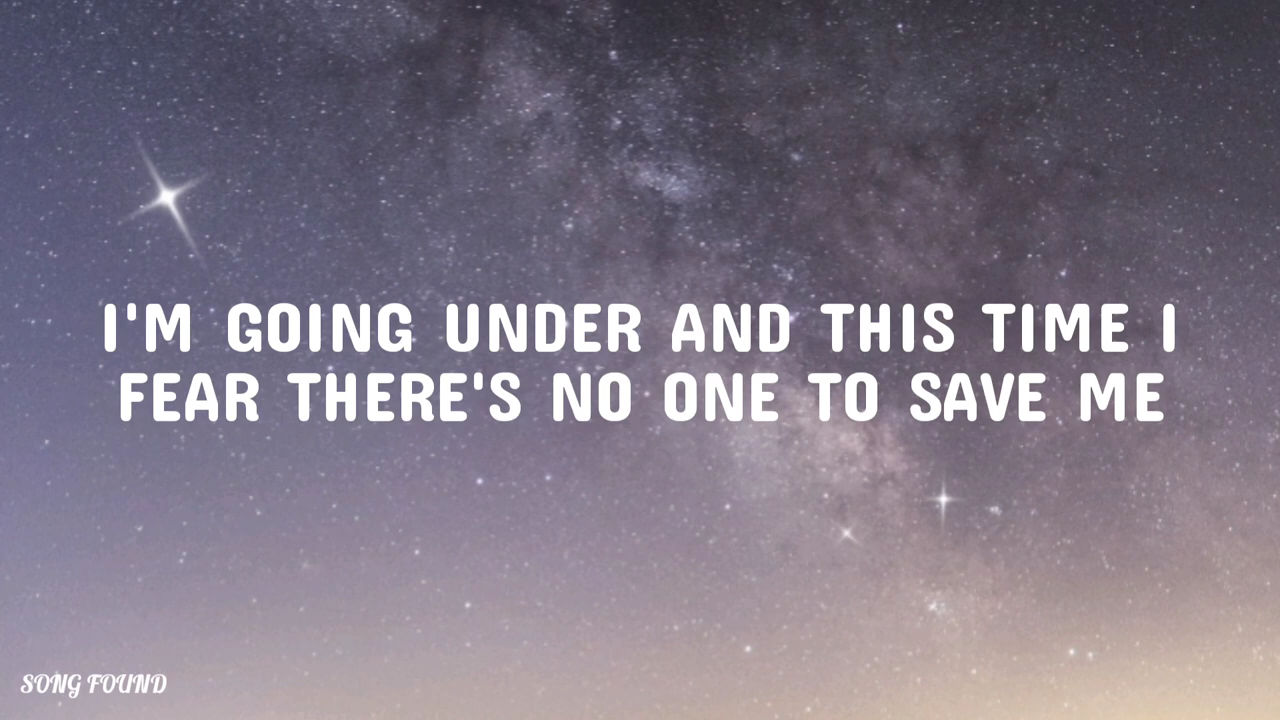 I'M GOING UNDER AND THIS TIME I
FEAR THERE'S NO ONE TO SAVE ME
SONG FOUND